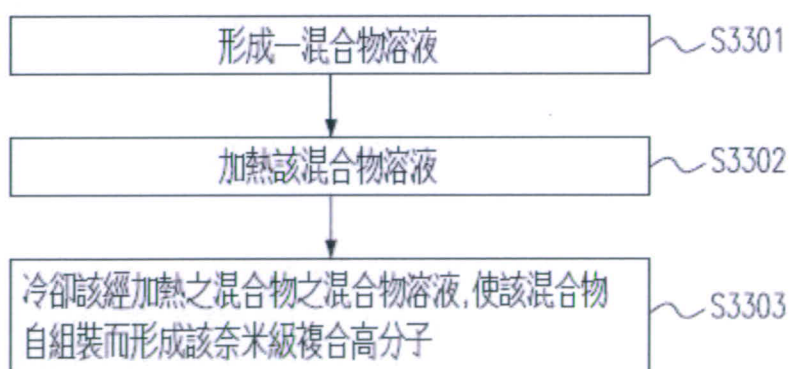 形成一混合物溶液
S3301
加熱該混合物溶液
S3302
冷卻該經加熱之混合物之混合物溶液,使該混合物
自組裝而形成該奈米級複合高分子
S3303